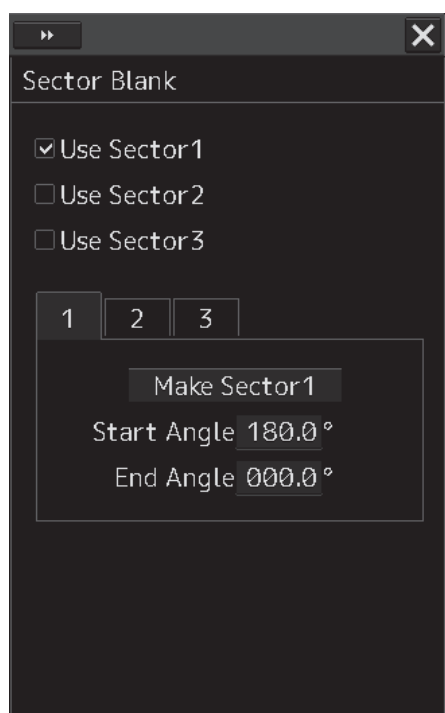 Sector Blank
Use Sector1
Use Sector2
Use Sector3
1 2 3
Make Sector1
Start Angle 180.0°
End Angle 000.0°